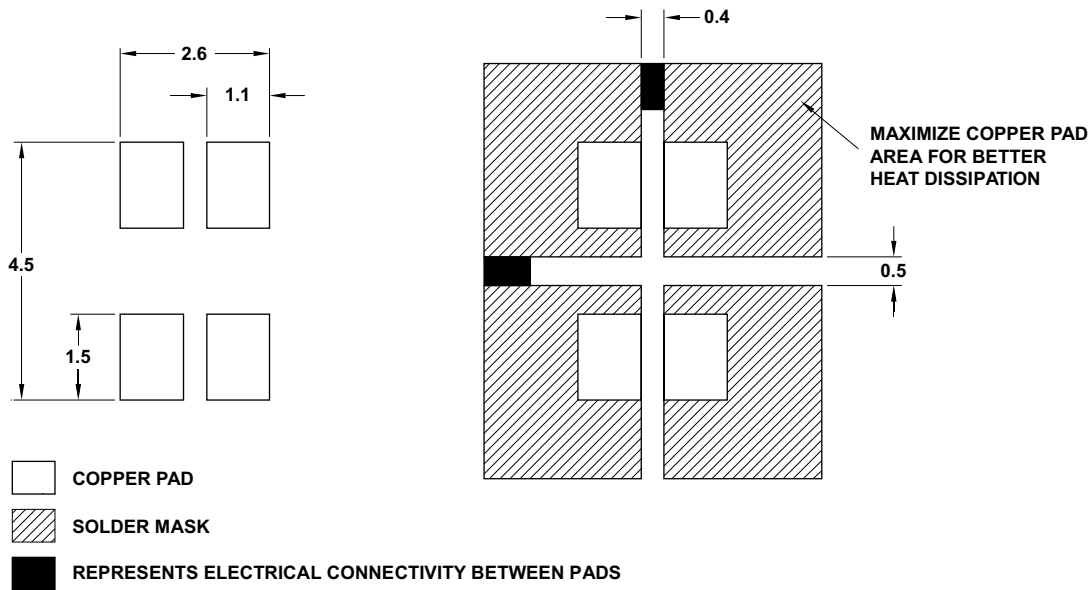 2.6
1.1
4.5
1.5
0.4
MAXIMIZE COPPER PAD
AREA FOR BETTER
HEAT DISSIPATION
0.5
COPPER PAD
SOLDER MASK
REPRESENTS ELECTRICAL CONNECTIVITY BETWEEN PADS